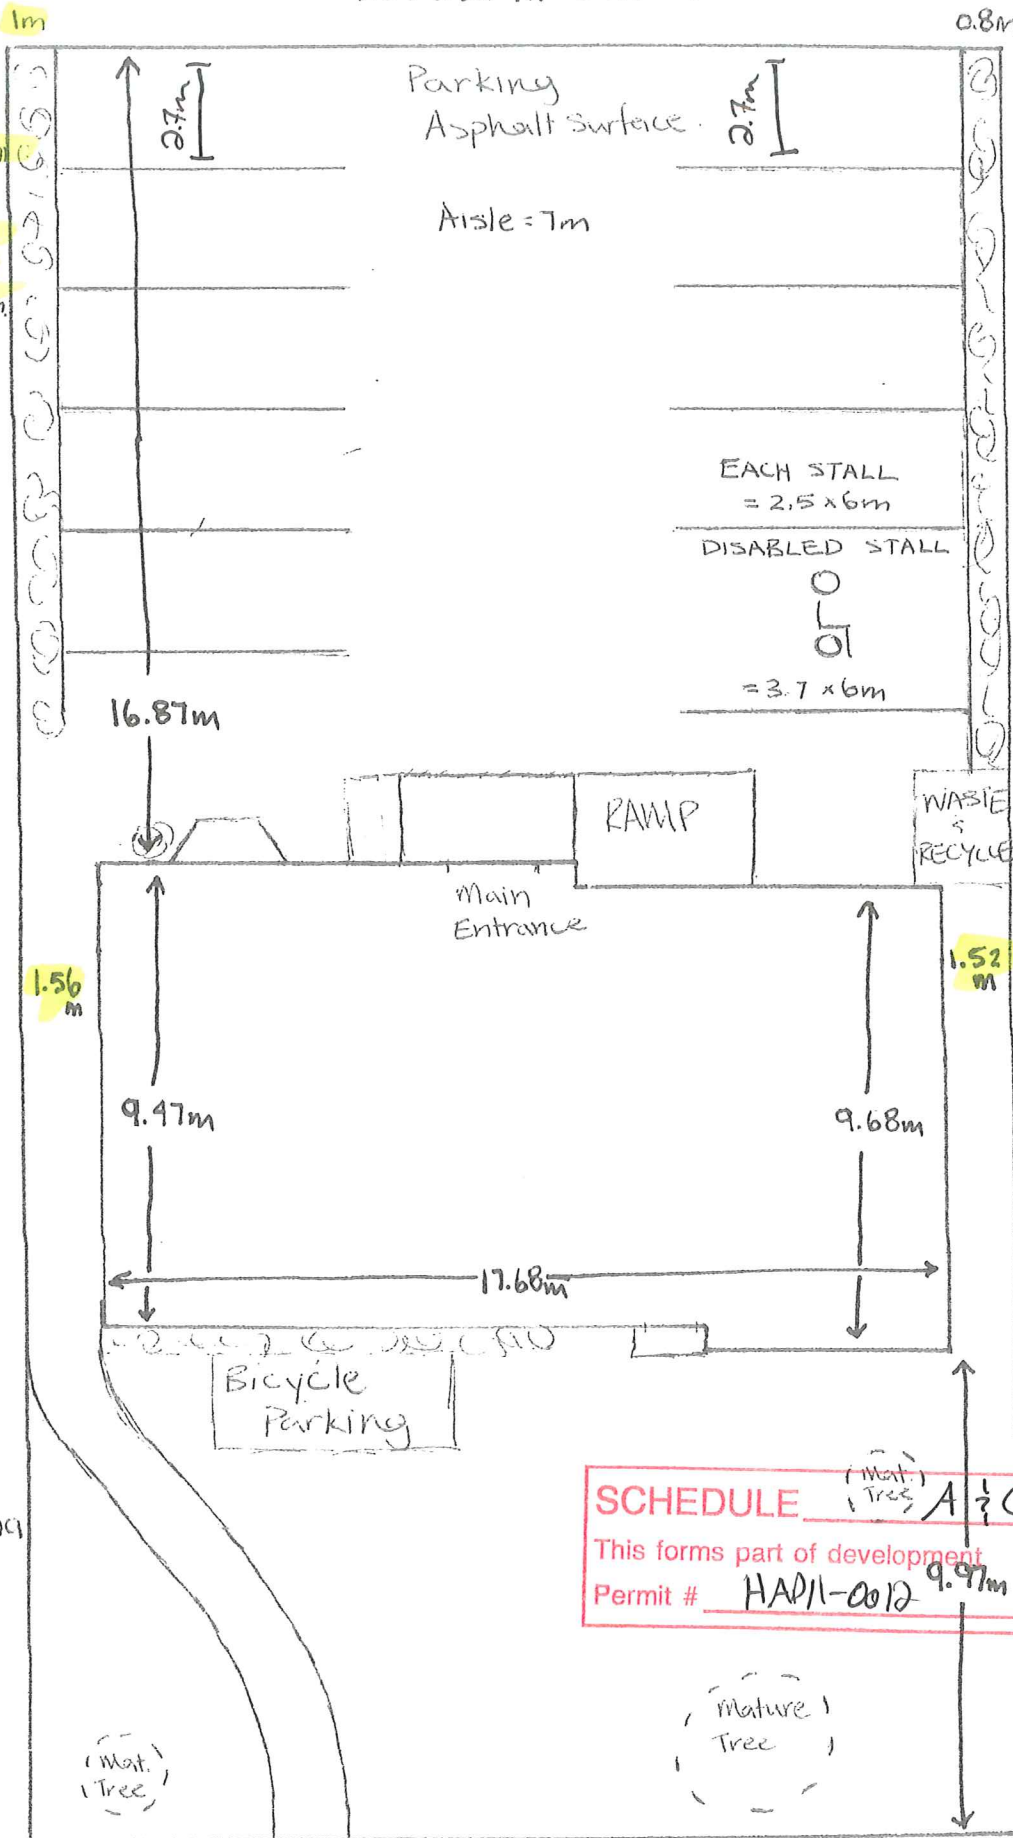 1m
0.8m
2.7m
Parking
Asphalt Surface.
2.7m
Aisle = 7m
EACH STALL
= 2.5 x 6m
DISABLED STALL
= 3.7 x 6m
16.87m
RAMP
WASTE
&
RECYCLE
Main
Entrance
1.56
m
1.52
m
9.47m
9.68m
17.68m
Bicycle
Parking
Mat.
Tree
SCHEDULE A &
This forms part of development
Permit # HAP11-0012
9.97m
Mature
Tree
Mat.
Tree